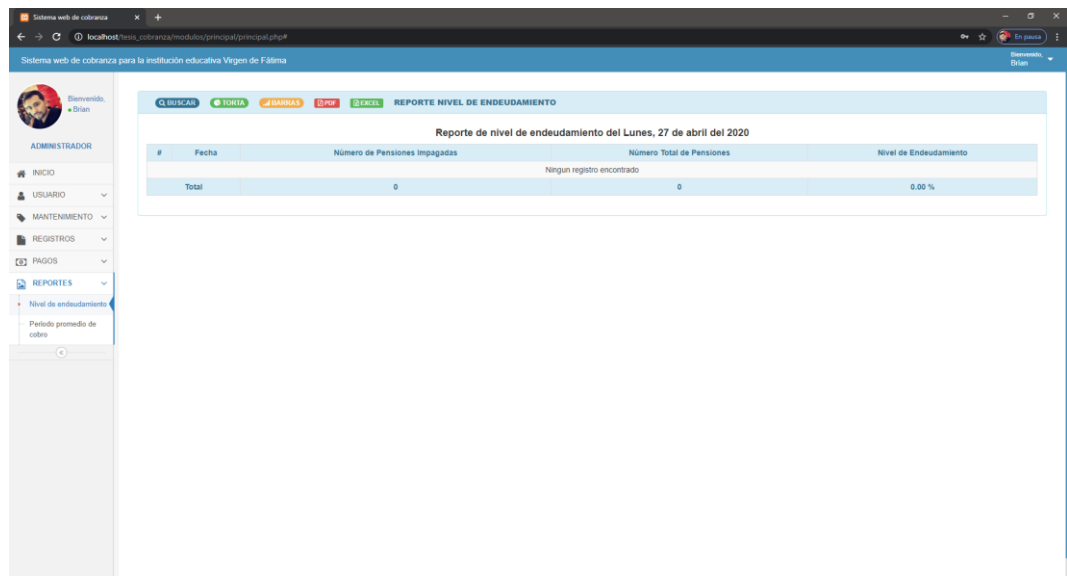 Sistema web de cobranza
localhost/tesis_cobranza/modulos/principal/principal.php#
En pausa
Sistema web de cobranza para la institución educativa Virgen de Fátima
Bienvenido,
Brian
Bienvenido,
Brian
ADMINISTRADOR
INICIO
USUARIO
MANTENIMIENTO
REGISTROS
PAGOS
REPORTES
Nivel de endeudamiento
Periodo promedio de
cobro
BUSCAR TORTA BARRAS PDF EXCEL REPORTE NIVEL DE ENDEUDAMIENTO
Reporte de nivel de endeudamiento del Lunes, 27 de abril del 2020
# Fecha Número de Pensiones Impagadas Número Total de Pensiones Nivel de Endeudamiento
Ningun registro encontrado
Total 0 0 0.00 %